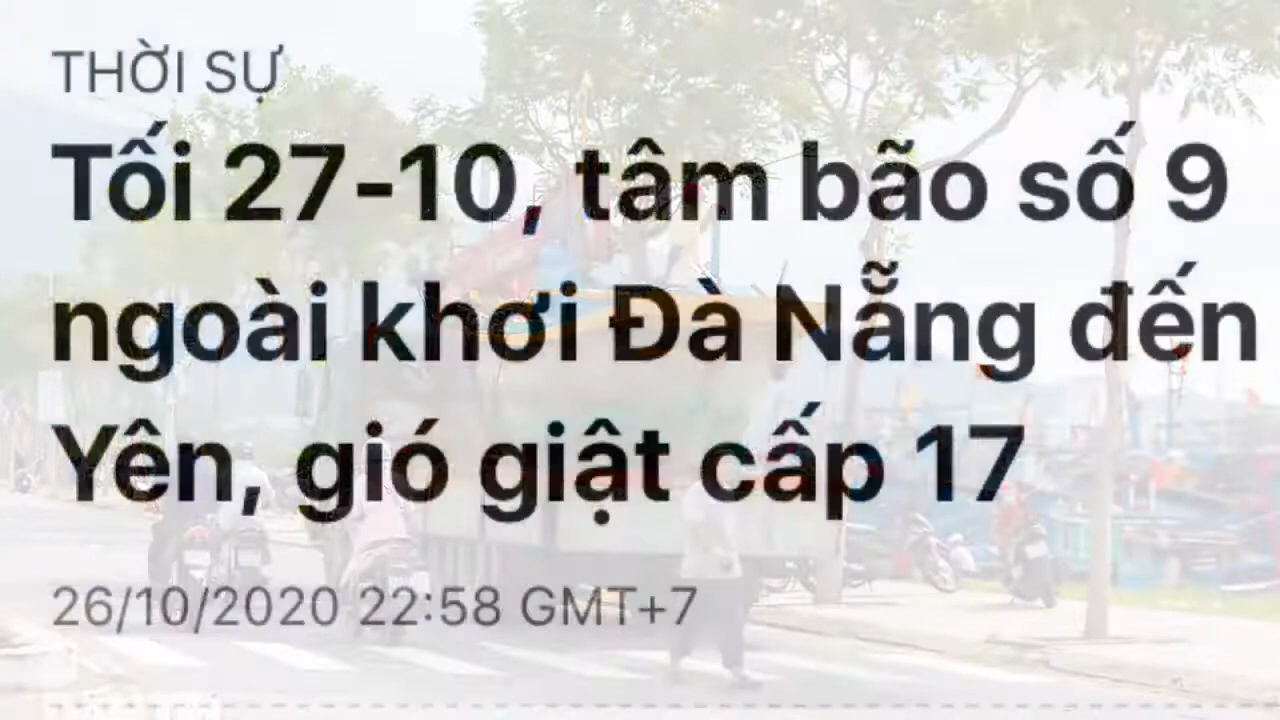 THỜI SỰ
Tối 27-10, tâm bão số 9
ngoài khơi Đà Nẵng đến
Yên, gió giật cấp 17
26/10/2020 22:58 GMT+7